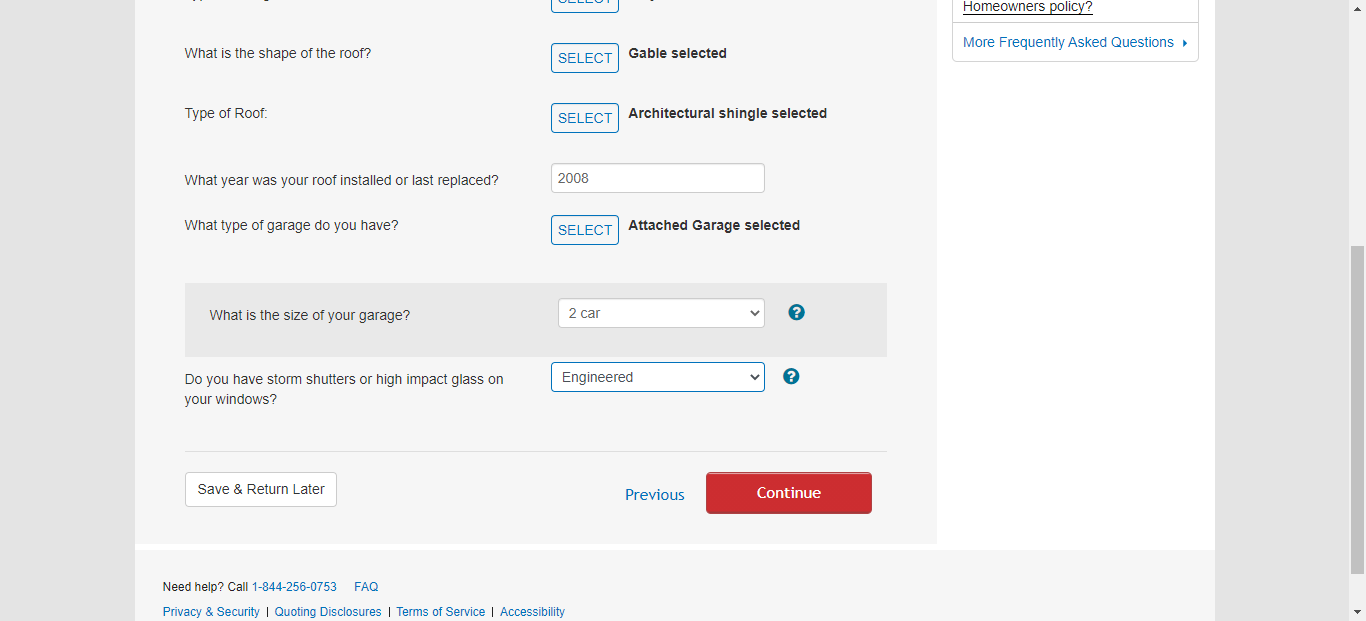 SELECT
Homeowners policy?
More Frequently Asked Questions
What is the shape of the roof?
SELECT
Gable selected
Type of Roof:
SELECT
Architectural shingle selected
What year was your roof installed or last replaced?
2008
What type of garage do you have?
SELECT
Attached Garage selected
What is the size of your garage?
2 car
?
Do you have storm shutters or high impact glass on
your windows?
Engineered
?
Save & Return Later
Previous
Continue
Need help? Call 1-844-256-0753 FAQ
Privacy & Security | Quoting Disclosures | Terms of Service | Accessibility